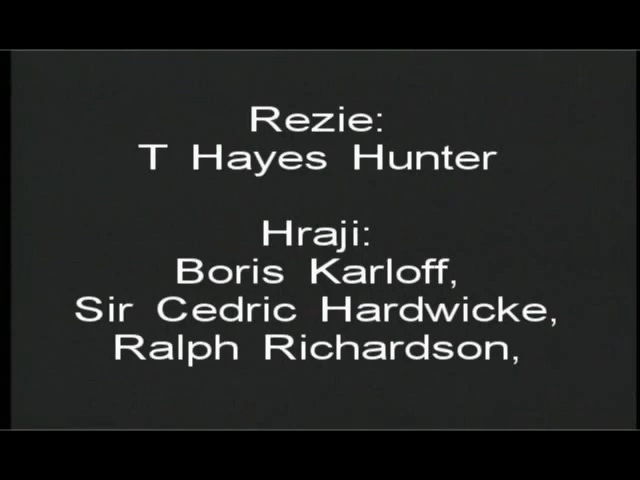 Rezie:
T Hayes Hunter
Hraji:
Boris Karloff,
Sir Cedric Hardwicke,
Ralph Richardson,